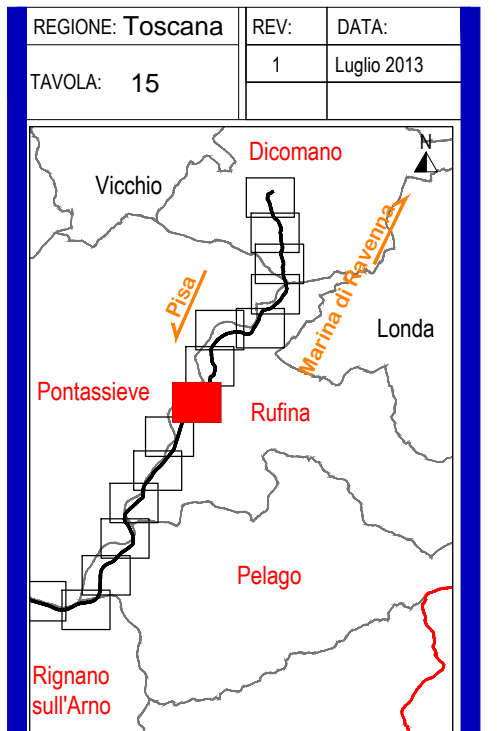 REGIONE: Toscana
REV:
DATA:
1
Luglio 2013
TAVOLA: 15
N
Dicomano
Vicchio
Marina di Ravenna
Pisa
Londa
Pontassieve
Rufina
Pelago
Rignano
sull'Arno